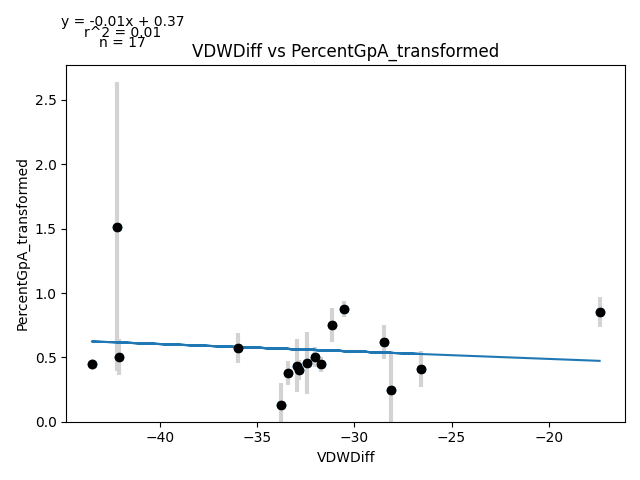 y = -0.01x + 0.37
r^2 = 0.01
n = 17
VDWDiff vs PercentGpA_transformed
PercentGpA_transformed
2.5
2.0
1.5
1.0
0.5
0.0
−40
−35
−30
−25
−20
VDWDiff